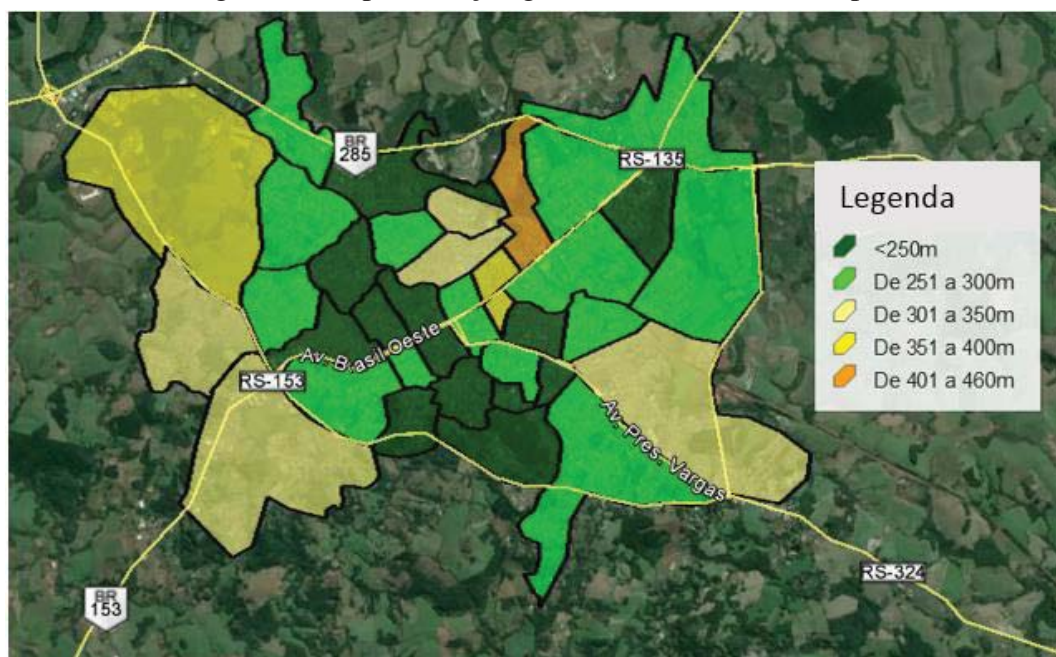 BR
285
RS-135
Legenda
<250m
De 251 a 300m
De 301 a 350m
De 351 a 400m
De 401 a 460m
Av. Brasil Oeste
RS-153
Av. Pres. Vargas
RS-324
BR
153